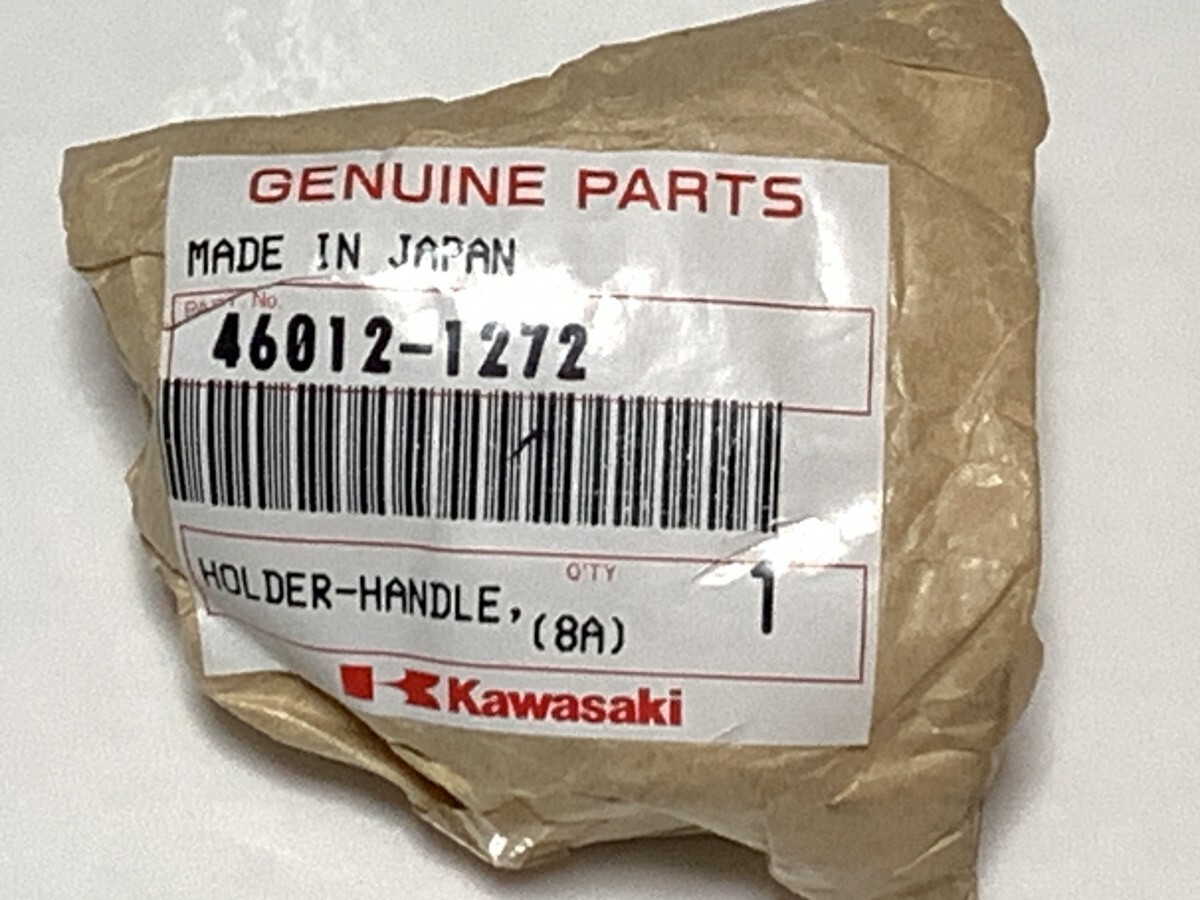 GENUINE PARTS
MADE IN JAPAN
PART No.
46012-1272
HOLDER-HANDLE,(8A)
Q'TY
1
Kawasaki